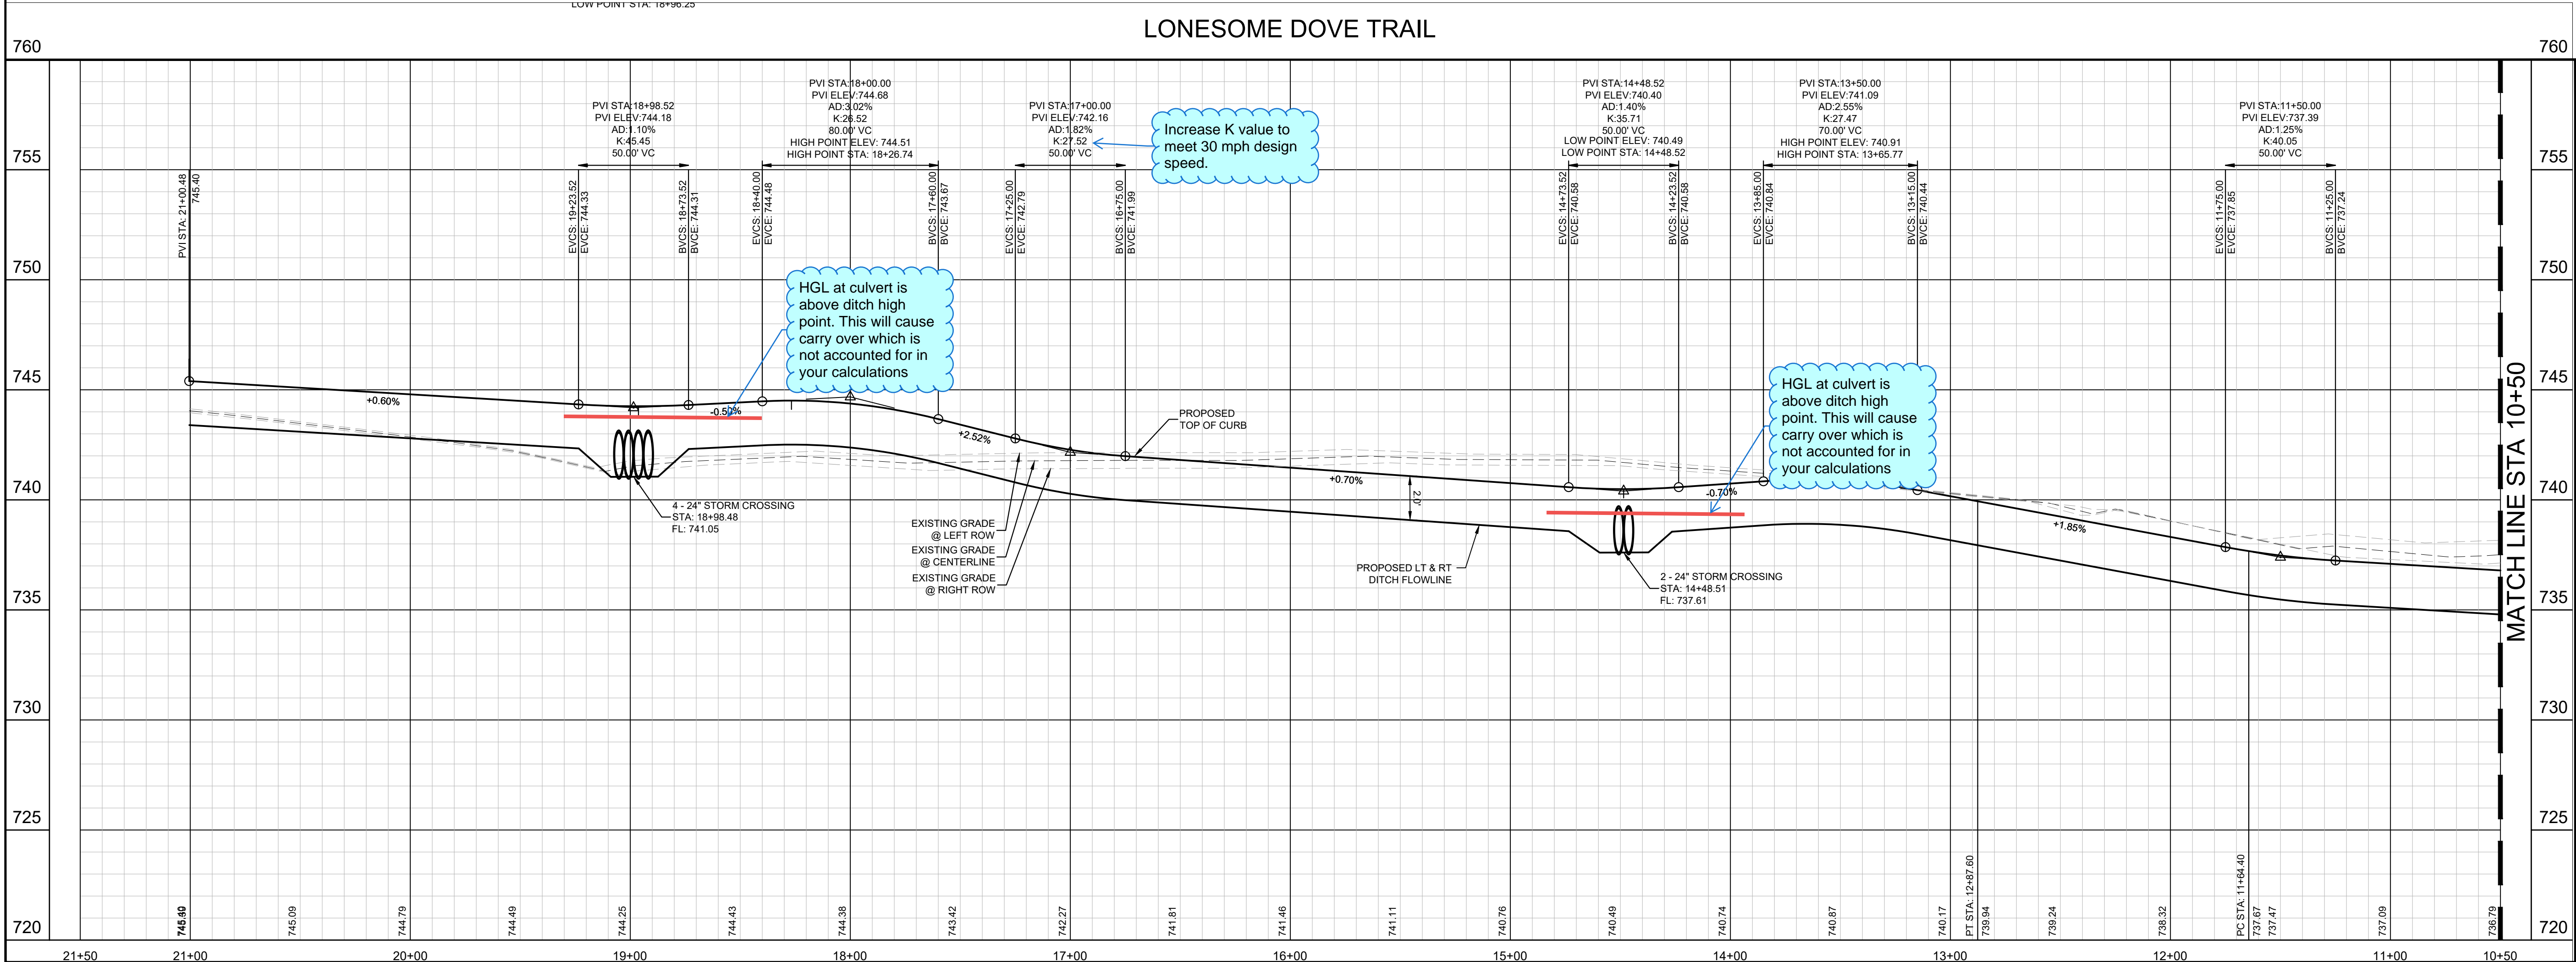 LOW POINT STA: 18+96.25
LONESOME DOVE TRAIL
760
760
755
755
750
750
745
745
740
740
735
735
730
730
725
725
720
720
PVI STA: 21+00.48
745.40
PVI STA:18+98.52
PVI ELEV:744.18
AD:1.10%
K:45.45
50.00' VC
EVCS: 19+23.52
EVCE: 744.33
BVCS: 18+73.52
BVCE: 744.31
PVI STA:18+00.00
PVI ELEV:744.68
AD:3.02%
K:26.52
80.00' VC
HIGH POINT ELEV: 744.51
HIGH POINT STA: 18+26.74
EVCS: 18+40.00
EVCE: 744.48
BVCS: 17+60.00
BVCE: 743.67
PVI STA:17+00.00
PVI ELEV:742.16
AD:1.82%
K:27.52
50.00' VC
EVCS: 17+25.00
EVCE: 742.79
BVCS: 16+75.00
BVCE: 741.99
Increase K value to
meet 30 mph design
speed.
PVI STA:14+48.52
PVI ELEV:740.40
AD:1.40%
K:35.71
50.00' VC
LOW POINT ELEV: 740.49
LOW POINT STA: 14+48.52
EVCS: 14+73.52
EVCE: 740.58
BVCS: 14+23.52
BVCE: 740.58
PVI STA:13+50.00
PVI ELEV:741.09
AD:2.55%
K:27.47
70.00' VC
HIGH POINT ELEV: 740.91
HIGH POINT STA: 13+65.77
EVCS: 13+85.00
EVCE: 740.84
BVCS: 13+15.00
BVCE: 740.44
PVI STA:11+50.00
PVI ELEV:737.39
AD:1.25%
K:40.05
50.00' VC
EVCS: 11+75.00
EVCE: 737.85
BVCS: 11+25.00
BVCE: 737.24
HGL at culvert is
above ditch high
point. This will cause
carry over which is
not accounted for in
your calculations
HGL at culvert is
above ditch high
point. This will cause
carry over which is
not accounted for in
your calculations
+0.60%
-0.50%
+2.52%
+0.70%
-0.70%
+1.85%
2.0'
PROPOSED
TOP OF CURB
4 - 24" STORM CROSSING
STA: 18+98.48
FL: 741.05
EXISTING GRADE
@ LEFT ROW
EXISTING GRADE
@ CENTERLINE
EXISTING GRADE
@ RIGHT ROW
PROPOSED LT & RT
DITCH FLOWLINE
2 - 24" STORM CROSSING
STA: 14+48.51
FL: 737.61
MATCH LINE STA 10+50
745.40
745.09
744.79
744.49
744.25
744.43
744.38
743.42
742.27
741.81
741.46
741.11
740.76
740.49
740.74
740.87
740.17
PT STA: 12+87.60
739.94
739.24
738.32
PC STA: 11+64.40
737.67
737.47
737.09
736.79
21+50
21+00
20+00
19+00
18+00
17+00
16+00
15+00
14+00
13+00
12+00
11+00
10+50